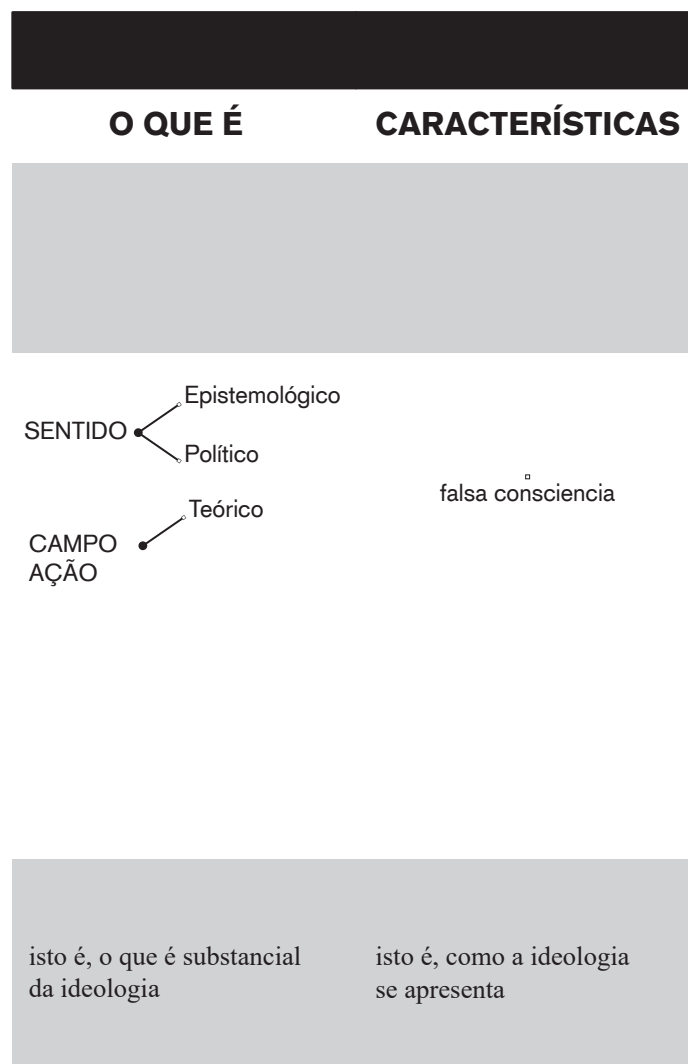 O QUE É
CARACTERÍSTICAS
SENTIDO
Epistemológico
Político
CAMPO
AÇÃO
Teórico
falsa consciencia
isto é, o que é substancial
da ideologia
isto é, como a ideologia
se apresenta